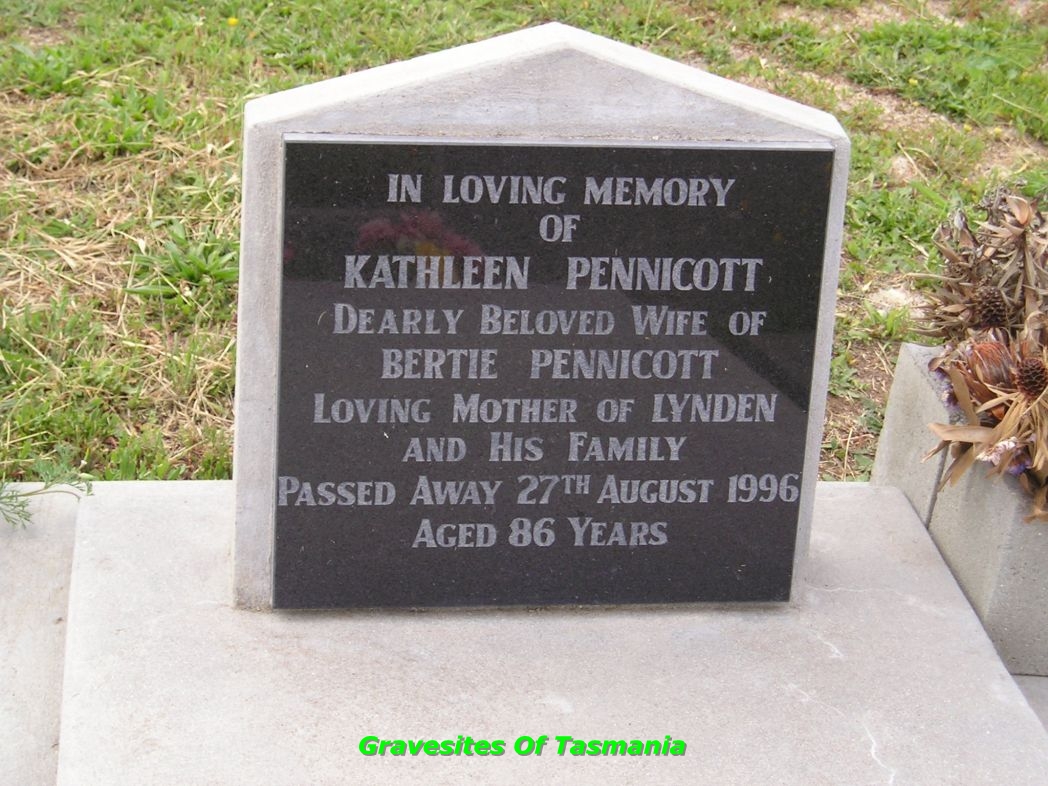 IN LOVING MEMORY
OF
KATHLEEN PENNICOTT
DEARLY BELOVED WIFE OF
BERTIE PENNICOTT
LOVING MOTHER OF LYNDEN
AND HIS FAMILY
PASSED AWAY 27TH AUGUST 1996
AGED 86 YEARS
Gravesites Of Tasmania